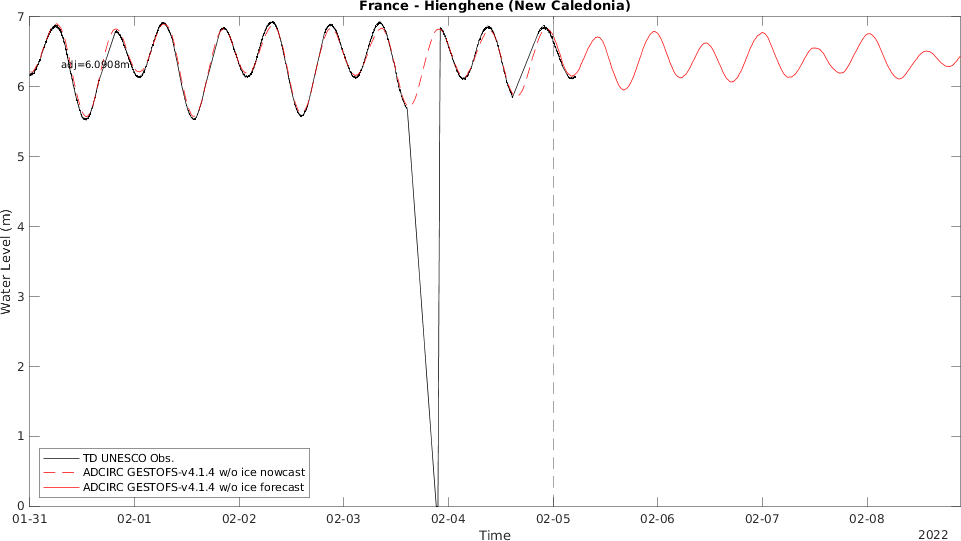 France - Hienghene (New Caledonia)
7
adj=6.0908m
6
5
4
3
2
1
0
Water Level (m)
TD UNESCO Obs.
ADCIRC GESTOFS-v4.1.4 w/o ice nowcast
ADCIRC GESTOFS-v4.1.4 w/o ice forecast
01-31 02-01 02-02 02-03 02-04 02-05 02-06 02-07 02-08
Time
2022